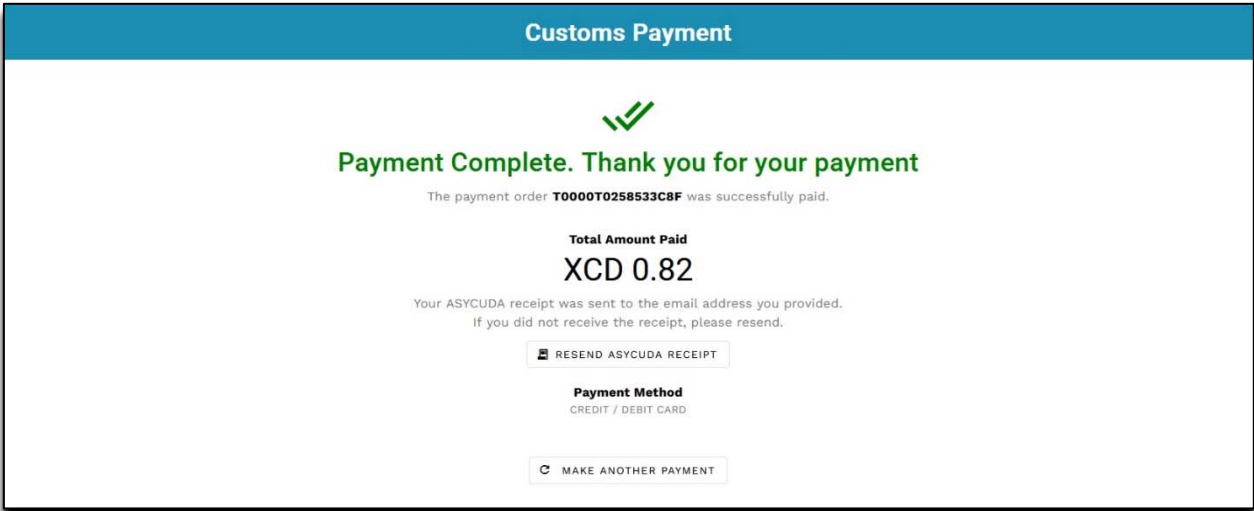 Customs Payment
Payment Complete. Thank you for your payment
The payment order T0000T0258533C8F was successfully paid.
Total Amount Paid
XCD 0.82
Your ASYCUDA receipt was sent to the email address you provided.
If you did not receive the receipt, please resend.
RESEND ASYCUDA RECEIPT
Payment Method
CREDIT / DEBIT CARD
MAKE ANOTHER PAYMENT